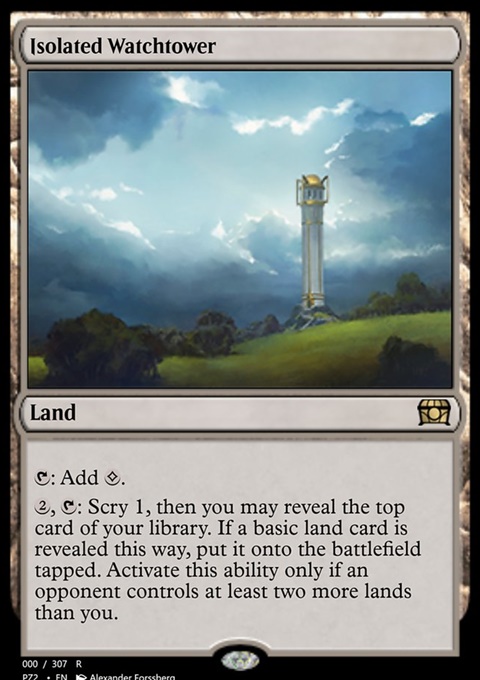 Isolated Watchtower
Land
: Add .
2, : Scry 1, then you may reveal the top
card of your library. If a basic land card is
revealed this way, put it onto the battlefield
tapped. Activate this ability only if an
opponent controls at least two more lands
than you.
000 / 307 R
PZ2 • EN Alexander Forssberg